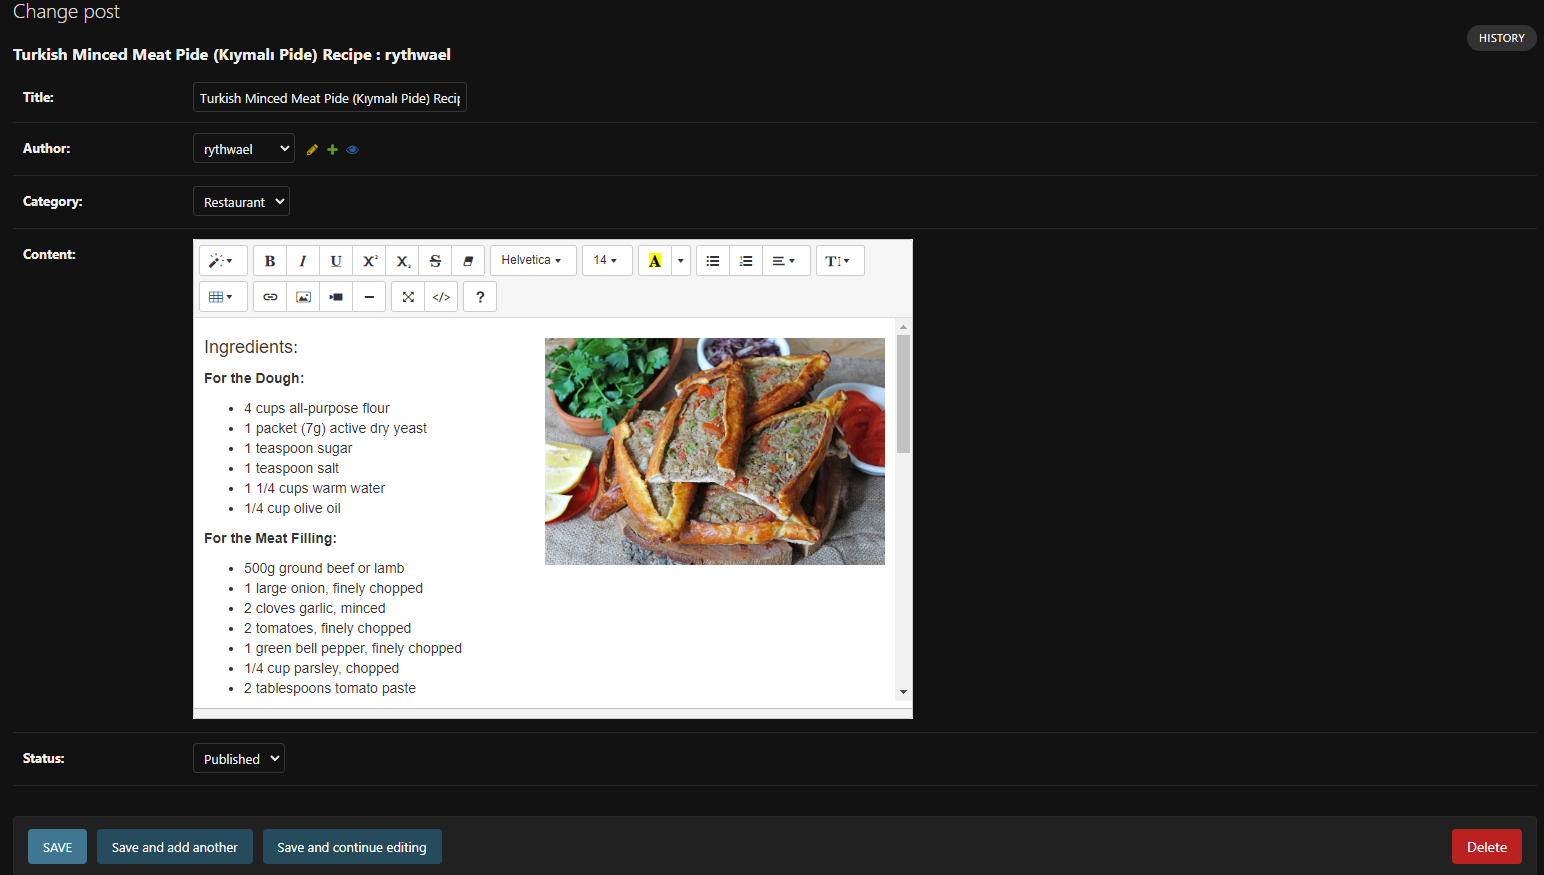 Change post
HISTORY
Turkish Minced Meat Pide (Kıymalı Pide) Recipe : rythwael
Title:
Turkish Minced Meat Pide (Kıymalı Pide) Recip
Author:
rythwael
Category:
Restaurant
Content:
B I U X² X₂ S Helvetica 14 A T
</> ?
Ingredients:
For the Dough:
• 4 cups all-purpose flour
• 1 packet (7g) active dry yeast
• 1 teaspoon sugar
• 1 teaspoon salt
• 1 1/4 cups warm water
• 1/4 cup olive oil
For the Meat Filling:
• 500g ground beef or lamb
• 1 large onion, finely chopped
• 2 cloves garlic, minced
• 2 tomatoes, finely chopped
• 1 green bell pepper, finely chopped
• 1/4 cup parsley, chopped
• 2 tablespoons tomato paste
Status:
Published
SAVE Save and add another Save and continue editing Delete